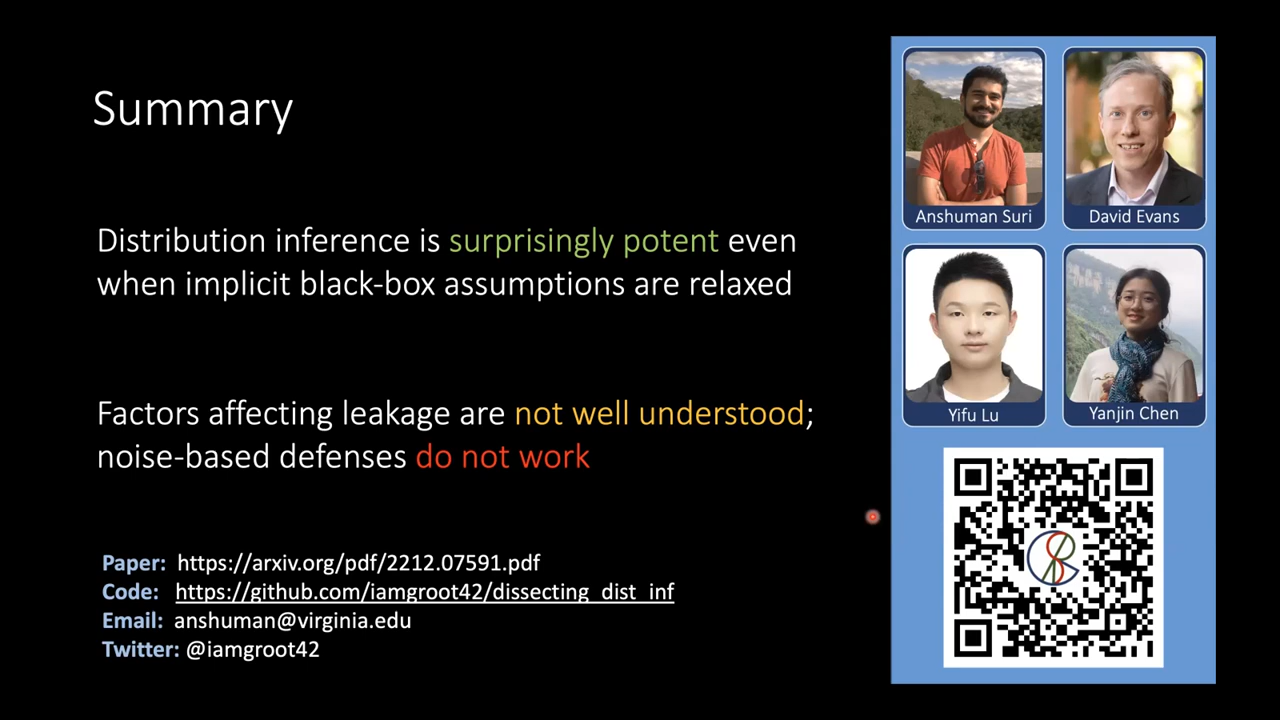 Summary
Distribution inference is surprisingly potent even
when implicit black-box assumptions are relaxed
Factors affecting leakage are not well understood;
noise-based defenses do not work
Paper: https://arxiv.org/pdf/2212.07591.pdf
Code: https://github.com/iamgroot42/dissecting_dist_inf
Email: anshuman@virginia.edu
Twitter: @iamgroot42
Anshuman Suri
David Evans
Yifu Lu
Yanjin Chen